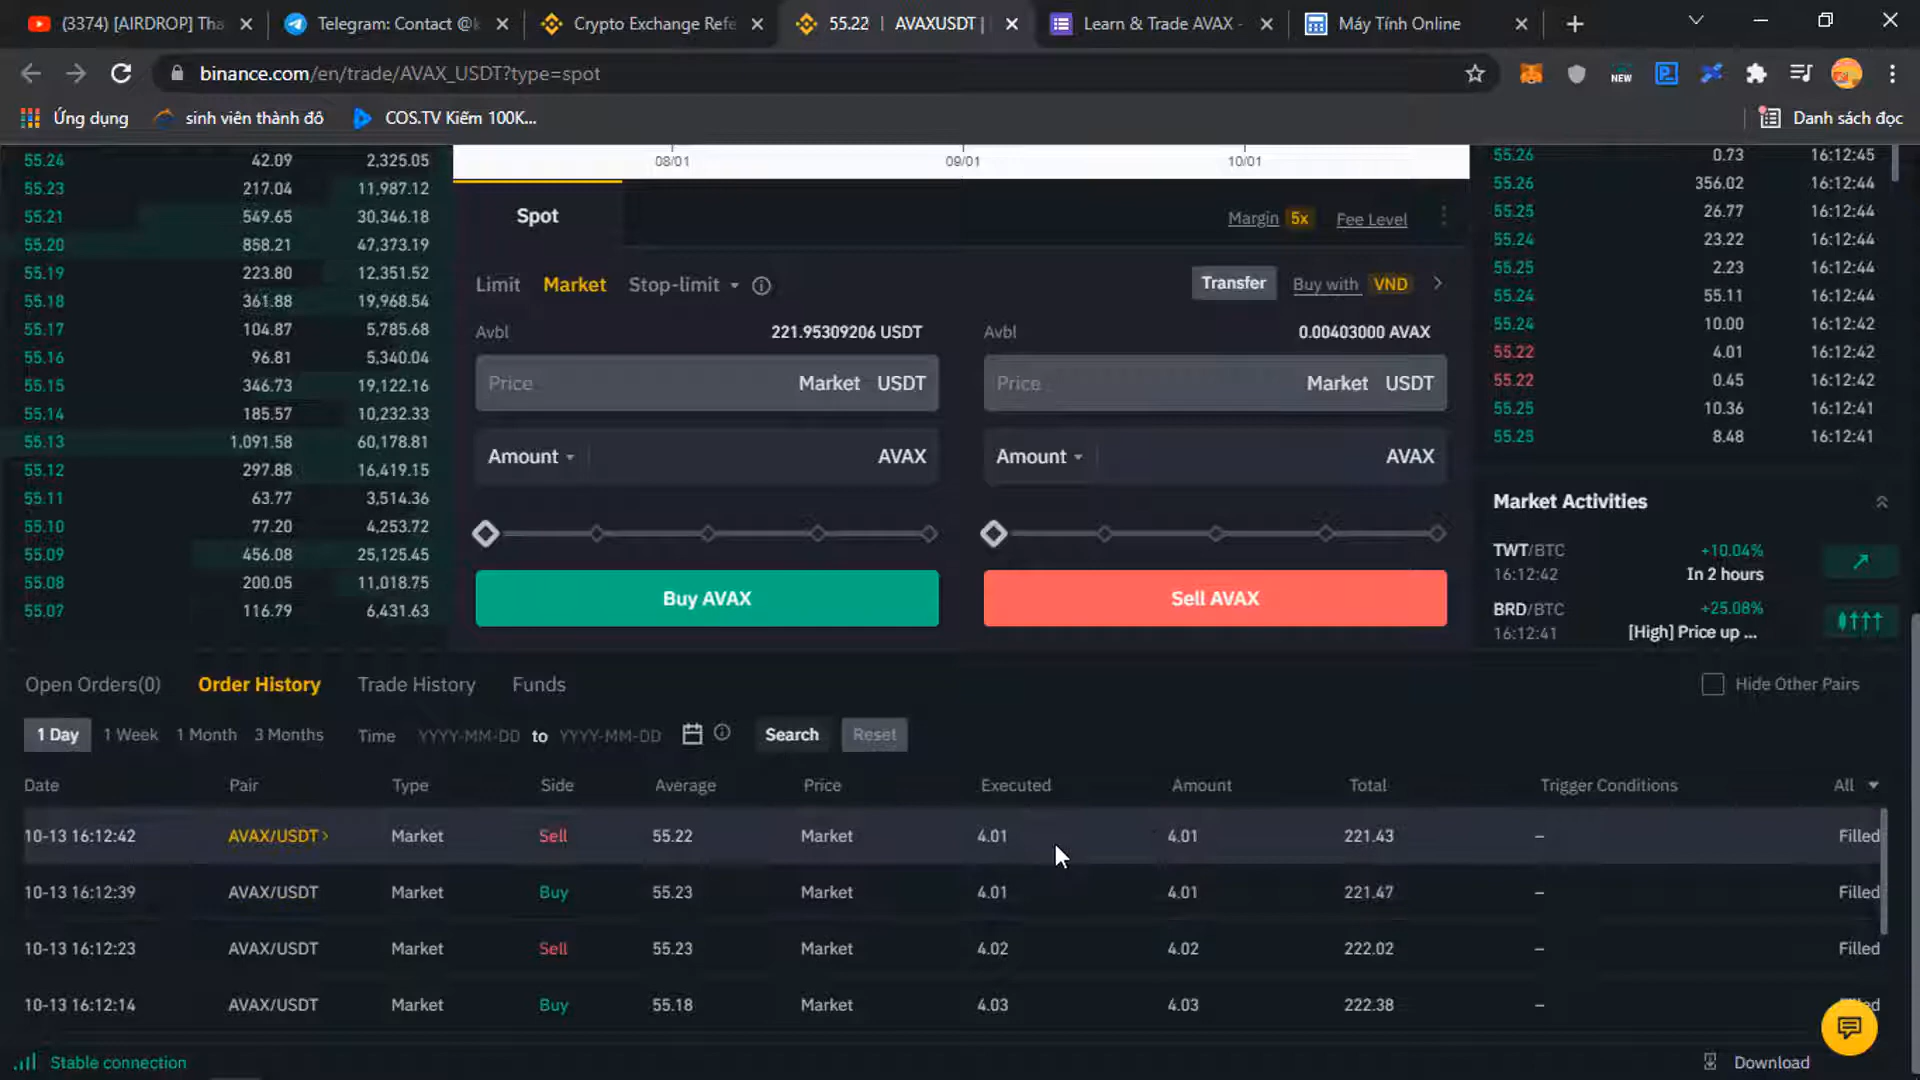 (3374) [AIRDROP] Tha
Telegram: Contact @k
Crypto Exchange Refe
55.22 | AVAXUSDT |
Learn & Trade AVAX -
Máy Tính Online
binance.com/en/trade/AVAX_USDT?type=spot
NEW
Ứng dụng
sinh viên thành đô
COS.TV Kiếm 100K...
Danh sách đọc
55.24 42.09 2,325.05
55.23 217.04 11,987.12
55.21 549.65 30,346.18
55.20 858.21 47,373.19
55.19 223.80 12,351.52
55.18 361.88 19,968.54
55.17 104.87 5,785.68
55.16 96.81 5,340.04
55.15 346.73 19,122.16
55.14 185.57 10,232.33
55.13 1,091.58 60,178.81
55.12 297.88 16,419.15
55.11 63.77 3,514.36
55.10 77.20 4,253.72
55.09 456.08 25,125.45
55.08 200.05 11,018.75
55.07 116.79 6,431.63
08/01 09/01 10/01
Spot
Margin 5x Fee Level
Limit Market Stop-limit
Transfer Buy with VND
Avbl 221.95309206 USDT
Price Market USDT
Amount AVAX
Buy AVAX
Avbl 0.00403000 AVAX
Price Market USDT
Amount AVAX
Sell AVAX
55.26 0.73 16:12:45
55.26 356.02 16:12:44
55.25 26.77 16:12:44
55.24 23.22 16:12:44
55.25 2.23 16:12:44
55.24 55.11 16:12:44
55.24 10.00 16:12:42
55.22 4.01 16:12:42
55.22 0.45 16:12:42
55.25 10.36 16:12:41
55.25 8.48 16:12:41
Market Activities
TWT/BTC +10.04%
16:12:42 In 2 hours
BRD/BTC +25.08%
16:12:41 [High] Price up ...
Open Orders(0) Order History Trade History Funds
Hide Other Pairs
1 Day 1 Week 1 Month 3 Months Time YYYY-MM-DD to YYYY-MM-DD Search Reset
Date Pair Type Side Average Price Executed Amount Total Trigger Conditions All
10-13 16:12:42 AVAX/USDT Market Sell 55.22 Market 4.01 4.01 221.43 – Filled
10-13 16:12:39 AVAX/USDT Market Buy 55.23 Market 4.01 4.01 221.47 – Filled
10-13 16:12:23 AVAX/USDT Market Sell 55.23 Market 4.02 4.02 222.02 – Filled
10-13 16:12:14 AVAX/USDT Market Buy 55.18 Market 4.03 4.03 222.38 –
Stable connection
Download